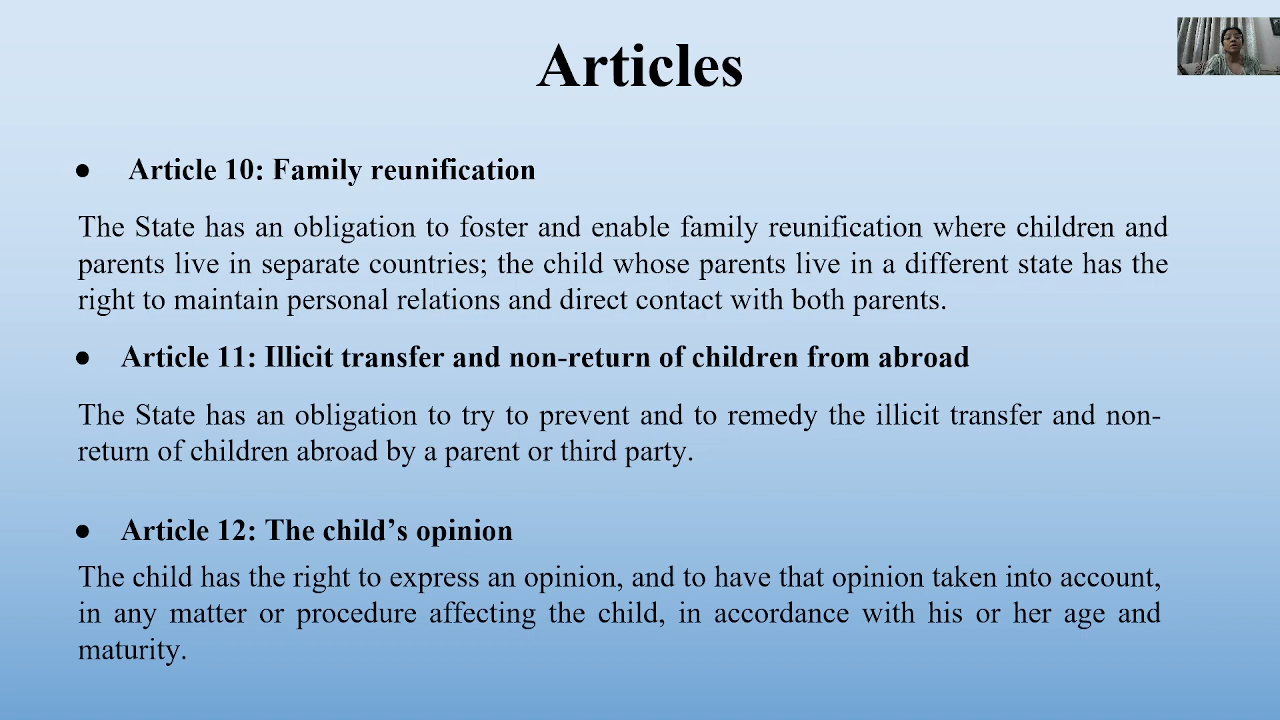 Articles
● Article 10: Family reunification
The State has an obligation to foster and enable family reunification where children and
parents live in separate countries; the child whose parents live in a different state has the
right to maintain personal relations and direct contact with both parents.
● Article 11: Illicit transfer and non-return of children from abroad
The State has an obligation to try to prevent and to remedy the illicit transfer and non-
return of children abroad by a parent or third party.
● Article 12: The child’s opinion
The child has the right to express an opinion, and to have that opinion taken into account,
in any matter or procedure affecting the child, in accordance with his or her age and
maturity.